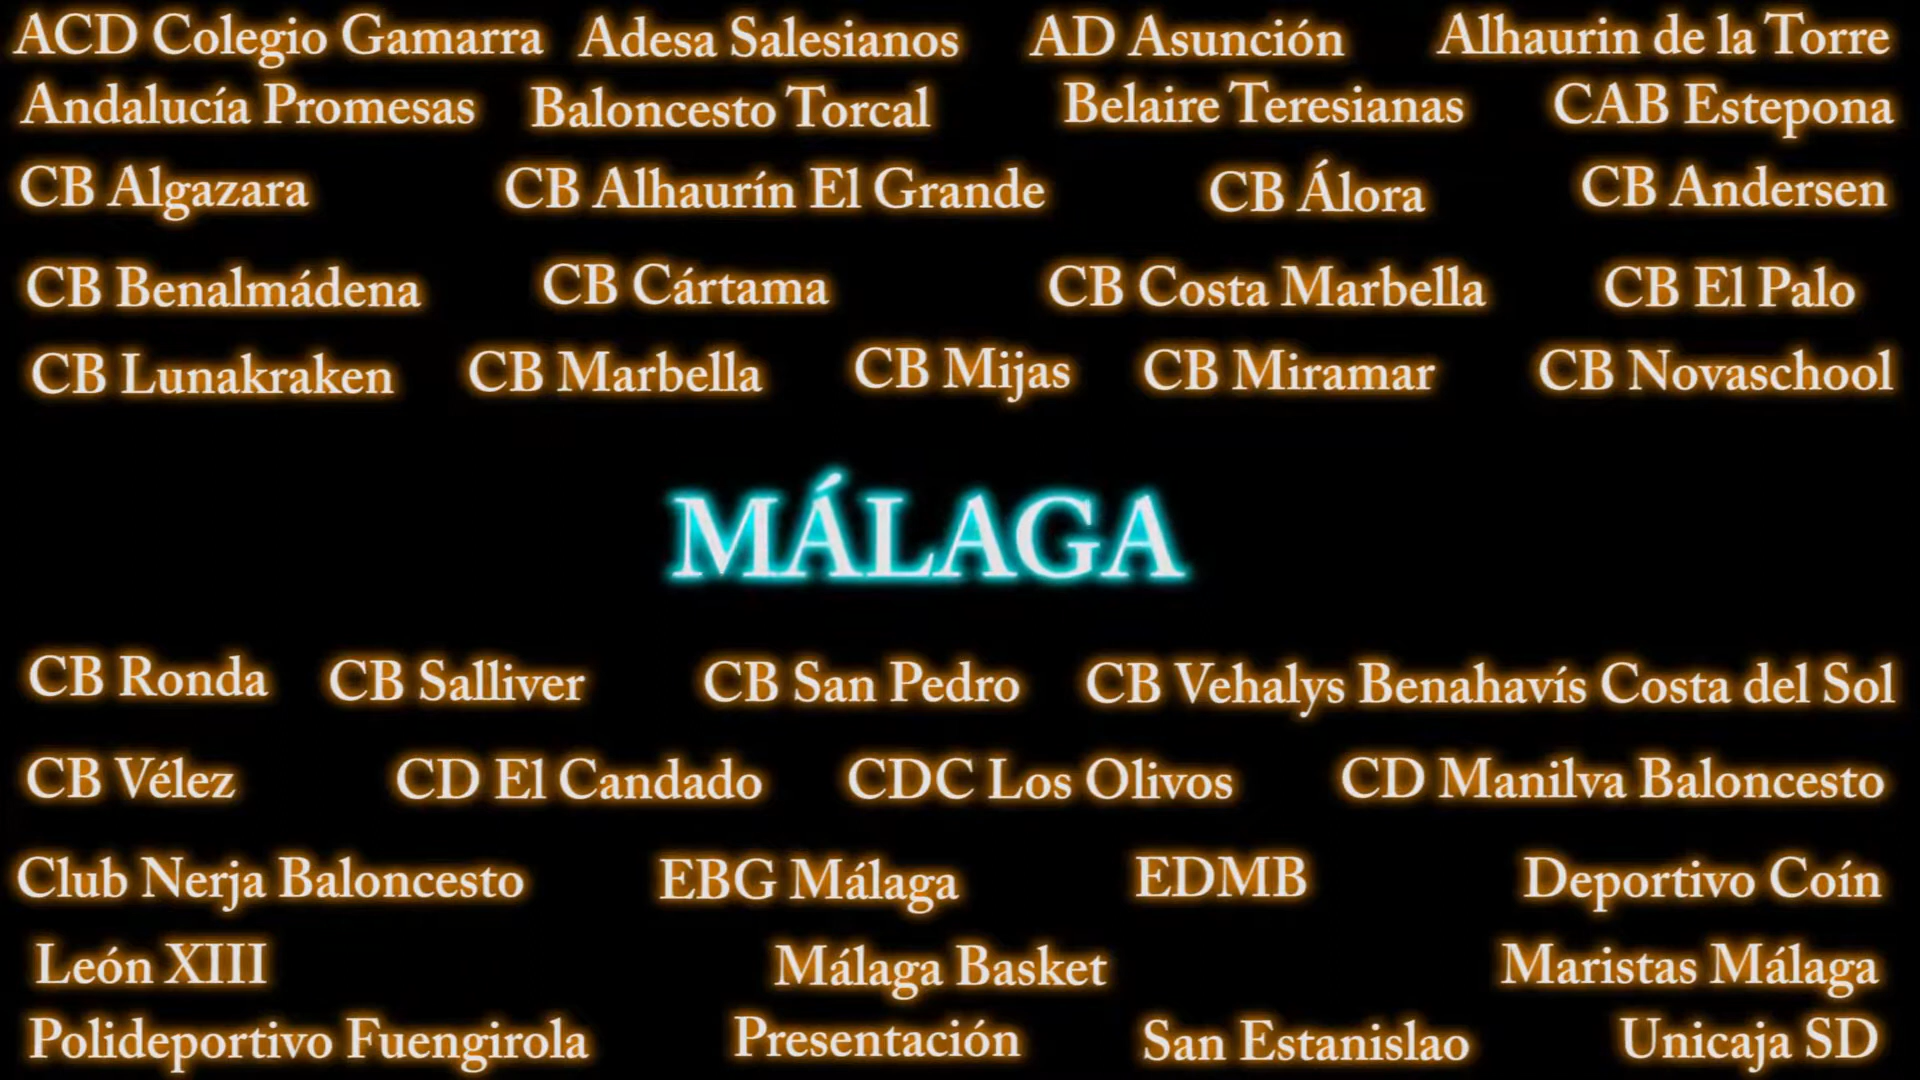 ACD Colegio Gamarra Adesa Salesianos AD Asunción Alhaurin de la Torre
Andalucía Promesas Baloncesto Torcal Belaire Teresianas CAB Estepona
CB Algazara CB Alhaurín El Grande CB Álora CB Andersen
CB Benalmádena CB Cártama CB Costa Marbella CB El Palo
CB Lunakraken CB Marbella CB Mijas CB Miramar CB Novaschool
MÁLAGA
CB Ronda CB Salliver CB San Pedro CB Vehalys Benahavís Costa del Sol
CB Vélez CD El Candado CDC Los Olivos CD Manilva Baloncesto
Club Nerja Baloncesto EBG Málaga EDMB Deportivo Coín
León XIII Málaga Basket Maristas Málaga
Polideportivo Fuengirola Presentación San Estanislao Unicaja SD